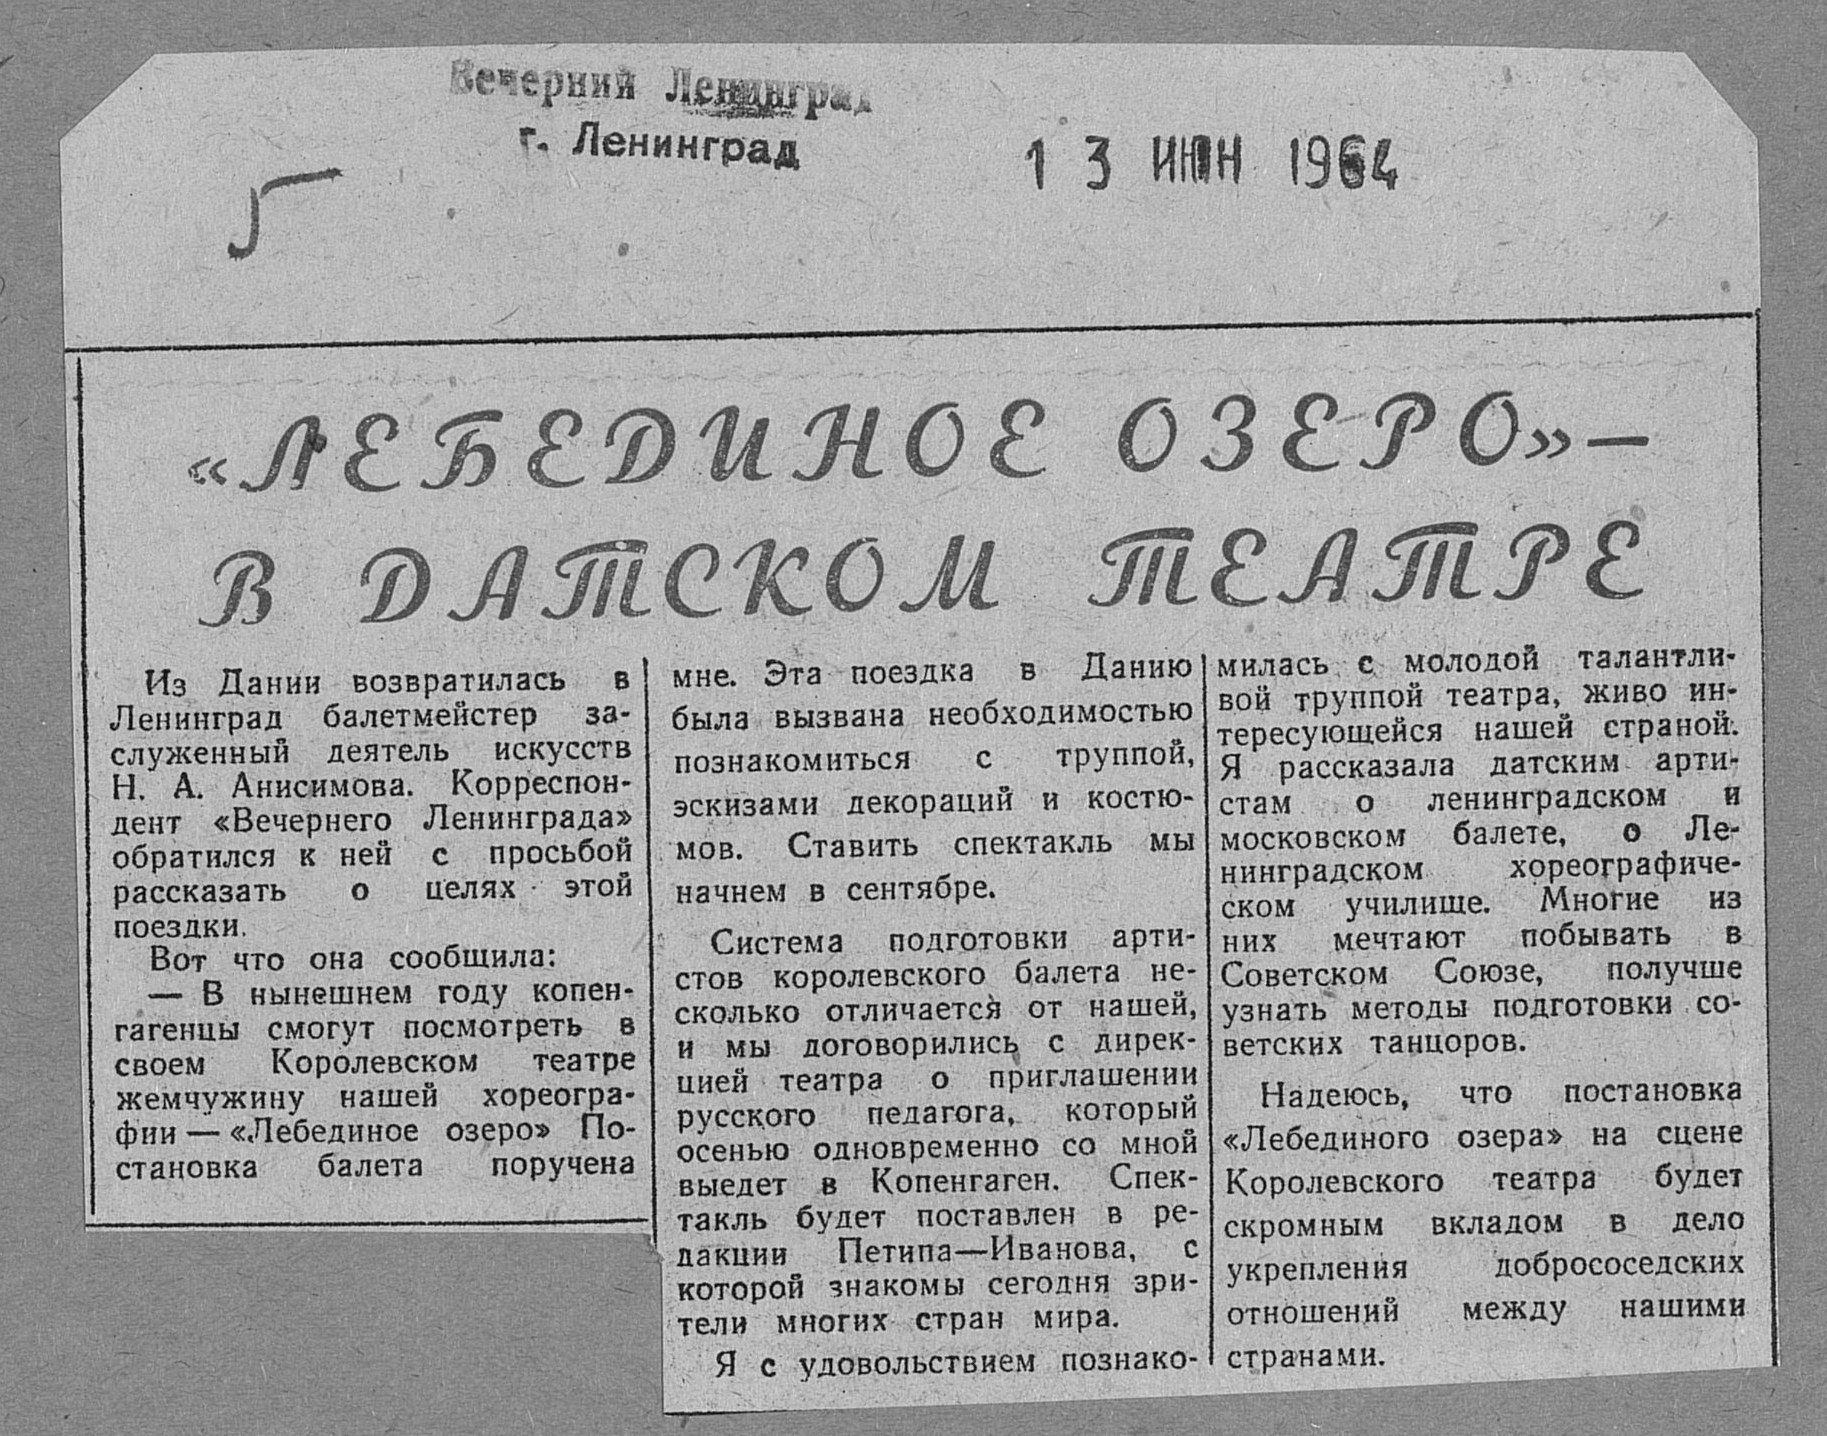 Вечерний Ленинград
г. Ленинград
13 ИЮН 1964
«ЛЕБЕДИНОЕ ОЗЕРО» —
В ДАТСКОМ ТЕАТРЕ
Из Дании возвратилась в
Ленинград балетмейстер за-
служенный деятель искусств
Н. А. Анисимова. Корреспон-
дент «Вечернего Ленинграда»
обратился к ней с просьбой
рассказать о целях этой
поездки.
Вот что она сообщила:
— В нынешнем году копен-
гагенцы смогут посмотреть в
своем Королевском театре
жемчужину нашей хореогра-
фии — «Лебединое озеро» По-
становка балета поручена
мне. Эта поездка в Данию
была вызвана необходимостью
познакомиться с труппой,
эскизами декораций и костю-
мов. Ставить спектакль мы
начнем в сентябре.
Система подготовки арти-
стов королевского балета не-
сколько отличается от нашей,
и мы договорились с дирек-
цией театра о приглашении
русского педагога, который
осенью одновременно со мной
выедет в Копенгаген. Спек-
такль будет поставлен в ре-
дакции Петипа—Иванова, с
которой знакомы сегодня зри-
тели многих стран мира.
Я с удовольствием познако-
милась с молодой талантли-
вой труппой театра, живо ин-
тересующейся нашей страной.
Я рассказала датским арти-
стам о ленинградском и
московском балете, о Ле-
нинградском хореографиче-
ском училище. Многие из
них мечтают побывать в
Советском Союзе, получше
узнать методы подготовки со-
ветских танцоров.
Надеюсь, что постановка
«Лебединого озера» на сцене
Королевского театра будет
скромным вкладом в дело
укрепления добрососедских
отношений между нашими
странами.